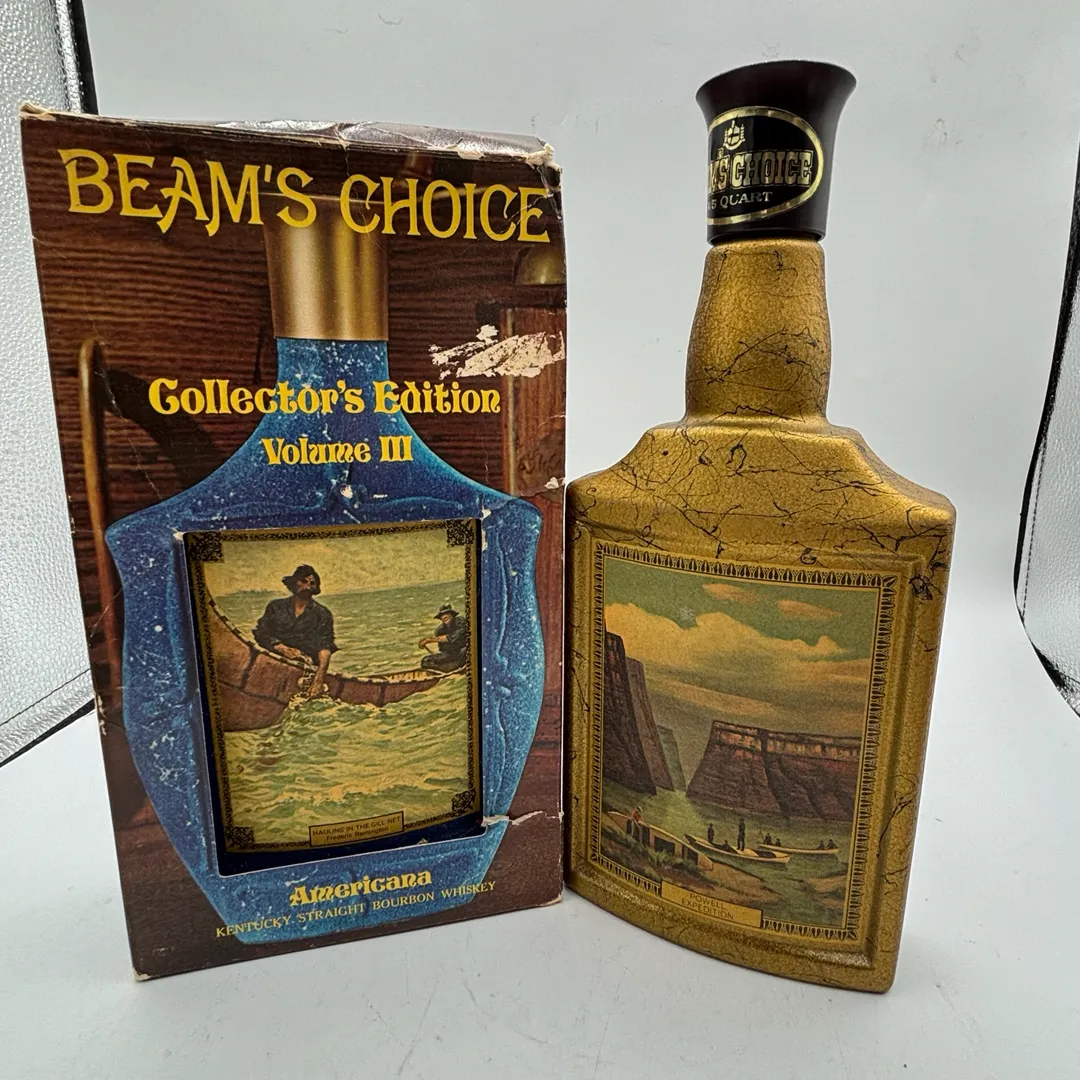 BEAM'S CHOICE
Collector's Edition
Volume III
HAULING IN THE GILL NET
Frederic Remington
Americana
KENTUCKY STRAIGHT BOURBON WHISKEY
CHOICE
QUART
EXPEDITION